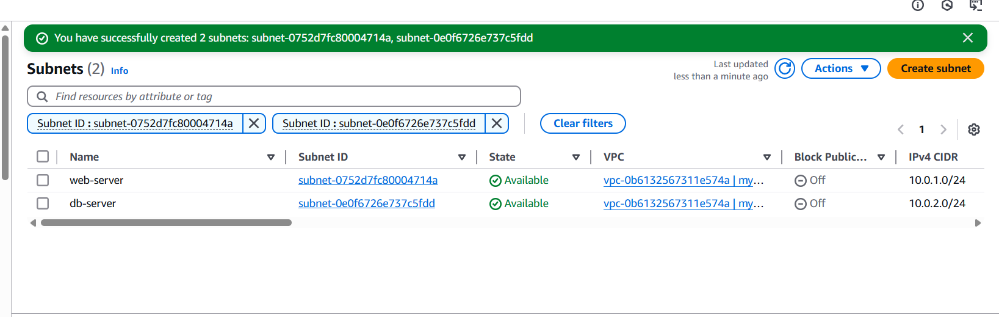 You have successfully created 2 subnets: subnet-0752d7fc80004714a, subnet-0e0f6726e737c5fdd
Subnets (2) Info
Last updated
less than a minute ago
Actions
Create subnet
Find resources by attribute or tag
Subnet ID : subnet-0752d7fc80004714a
Subnet ID : subnet-0e0f6726e737c5fdd
Clear filters
1
Name Subnet ID State VPC Block Public... IPv4 CIDR
web-server subnet-0752d7fc80004714a Available vpc-0b6132567311e574a | my... Off 10.0.1.0/24
db-server subnet-0e0f6726e737c5fdd Available vpc-0b6132567311e574a | my... Off 10.0.2.0/24